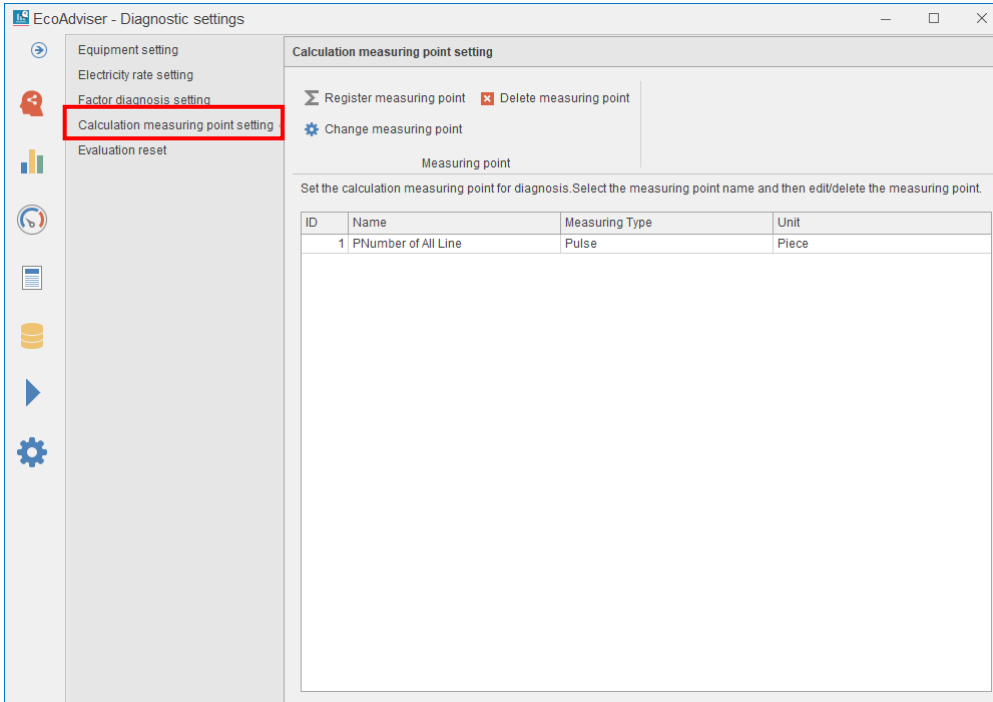 EcoAdviser - Diagnostic settings
Equipment setting
Electricity rate setting
Factor diagnosis setting
Calculation measuring point setting
Evaluation reset
Calculation measuring point setting
Register measuring point Delete measuring point
Change measuring point
Measuring point
Set the calculation measuring point for diagnosis.Select the measuring point name and then edit/delete the measuring point.
ID Name Measuring Type Unit
1 PNumber of All Line Pulse Piece